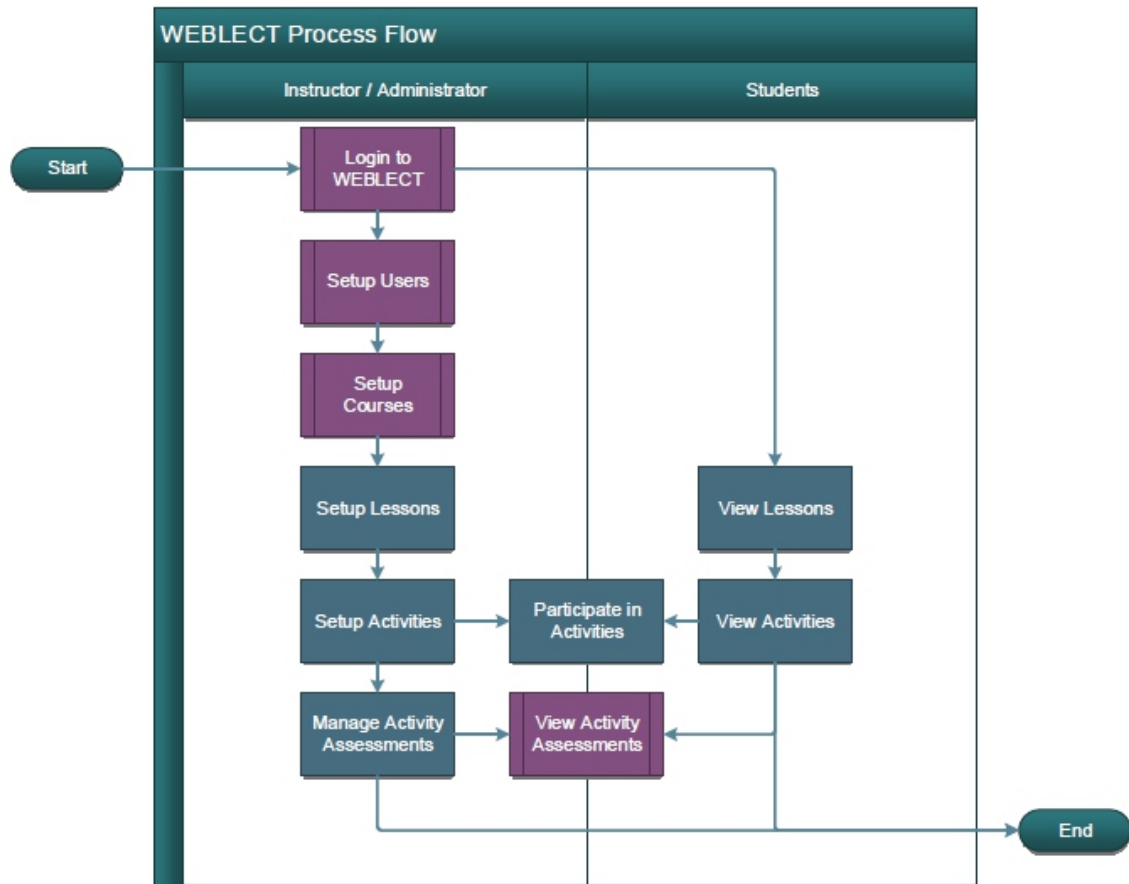 WEBLECT Process Flow
Instructor / Administrator
Students
Start
Login to
WEBLECT
Setup Users
Setup
Courses
Setup Lessons
View Lessons
Setup Activities
Participate in
Activities
View Activities
Manage Activity
Assessments
View Activity
Assessments
End